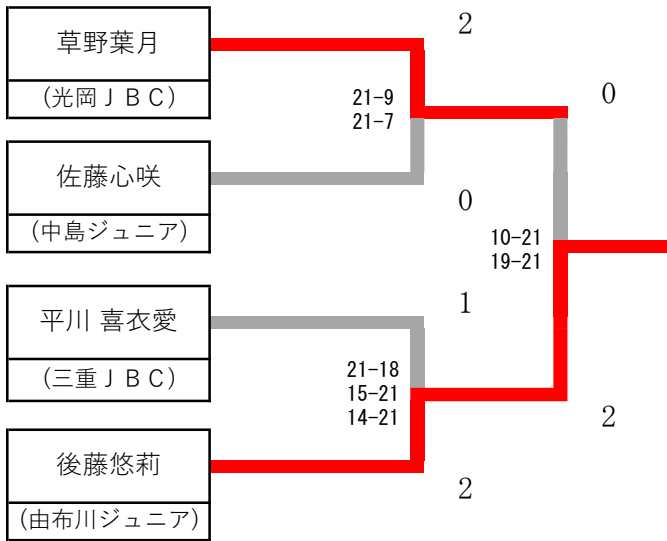 草野葉月
(光岡ＪＢＣ)
佐藤心咲
(中島ジュニア)
平川 喜衣愛
(三重ＪＢＣ)
後藤悠莉
(由布川ジュニア)
2
21-9
21-7
0
1
21-18
15-21
14-21
2
0
10-21
19-21
2